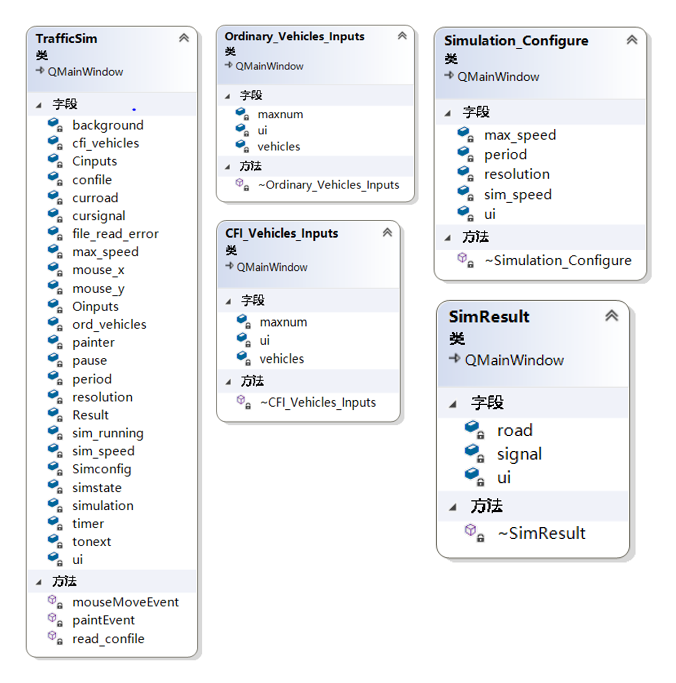 TrafficSim
类
QMainWindow
字段
background
cfi_vehicles
Cinputs
confile
curroad
cursignal
file_read_error
max_speed
mouse_x
mouse_y
Oinputs
ord_vehicles
painter
pause
period
resolution
Result
sim_running
sim_speed
Simconfig
simstate
simulation
timer
tonext
ui
方法
mouseMoveEvent
paintEvent
read_confile
Ordinary_Vehicles_Inputs
类
QMainWindow
字段
maxnum
ui
vehicles
方法
~Ordinary_Vehicles_Inputs
CFI_Vehicles_Inputs
类
QMainWindow
字段
maxnum
ui
vehicles
方法
~CFI_Vehicles_Inputs
Simulation_Configure
类
QMainWindow
字段
max_speed
period
resolution
sim_speed
ui
方法
~Simulation_Configure
SimResult
类
QMainWindow
字段
road
signal
ui
方法
~SimResult